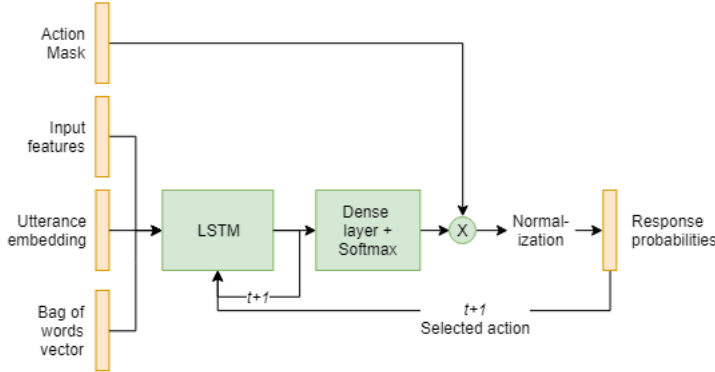 Action
Mask
Input
features
Utterance
embedding
Bag of
words
vector
LSTM
t+1
Dense
layer +
Softmax
X
Normal-
ization
Response
probabilities
t+1
Selected action